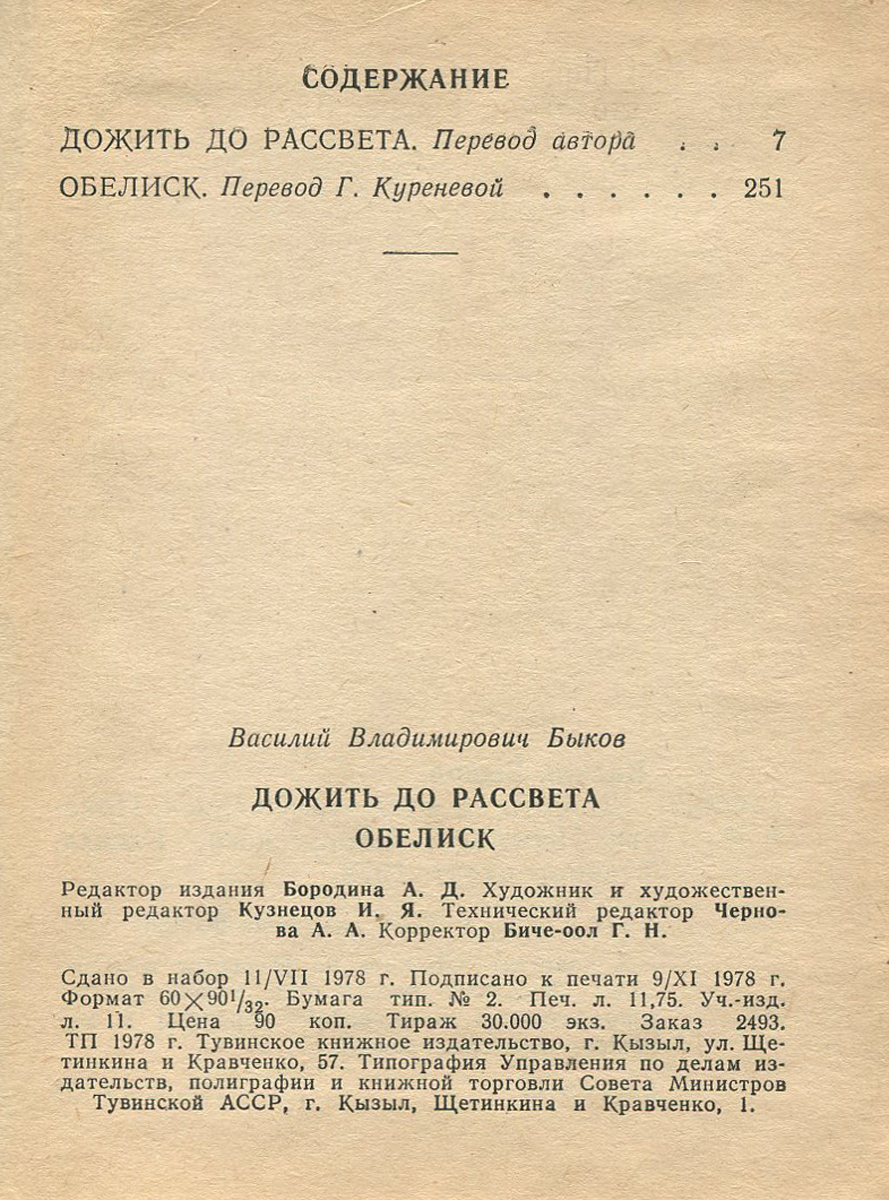 СОДЕРЖАНИЕ
ДОЖИТЬ ДО РАССВЕТА. Перевод автора . . 7
ОБЕЛИСК. Перевод Г. Куреневой . . . . . . 251
Василий Владимирович Быков
ДОЖИТЬ ДО РАССВЕТА
ОБЕЛИСК
Редактор издания Бородина А. Д. Художник и художествен-
ный редактор Кузнецов И. Я. Технический редактор Черно-
ва А. А. Корректор Биче-оол Г. Н.
Сдано в набор 11/VII 1978 г. Подписано к печати 9/XI 1978 г.
Формат 60×90¹/₃₂. Бумага тип. № 2. Печ. л. 11,75. Уч.-изд.
л. 11. Цена 90 коп. Тираж 30.000 экз. Заказ 2493.
ТП 1978 г. Тувинское книжное издательство, г. Кызыл, ул. Ще-
тинкина и Кравченко, 57. Типография Управления по делам из-
дательств, полиграфии и книжной торговли Совета Министров
Тувинской АССР, г. Кызыл, Щетинкина и Кравченко, 1.